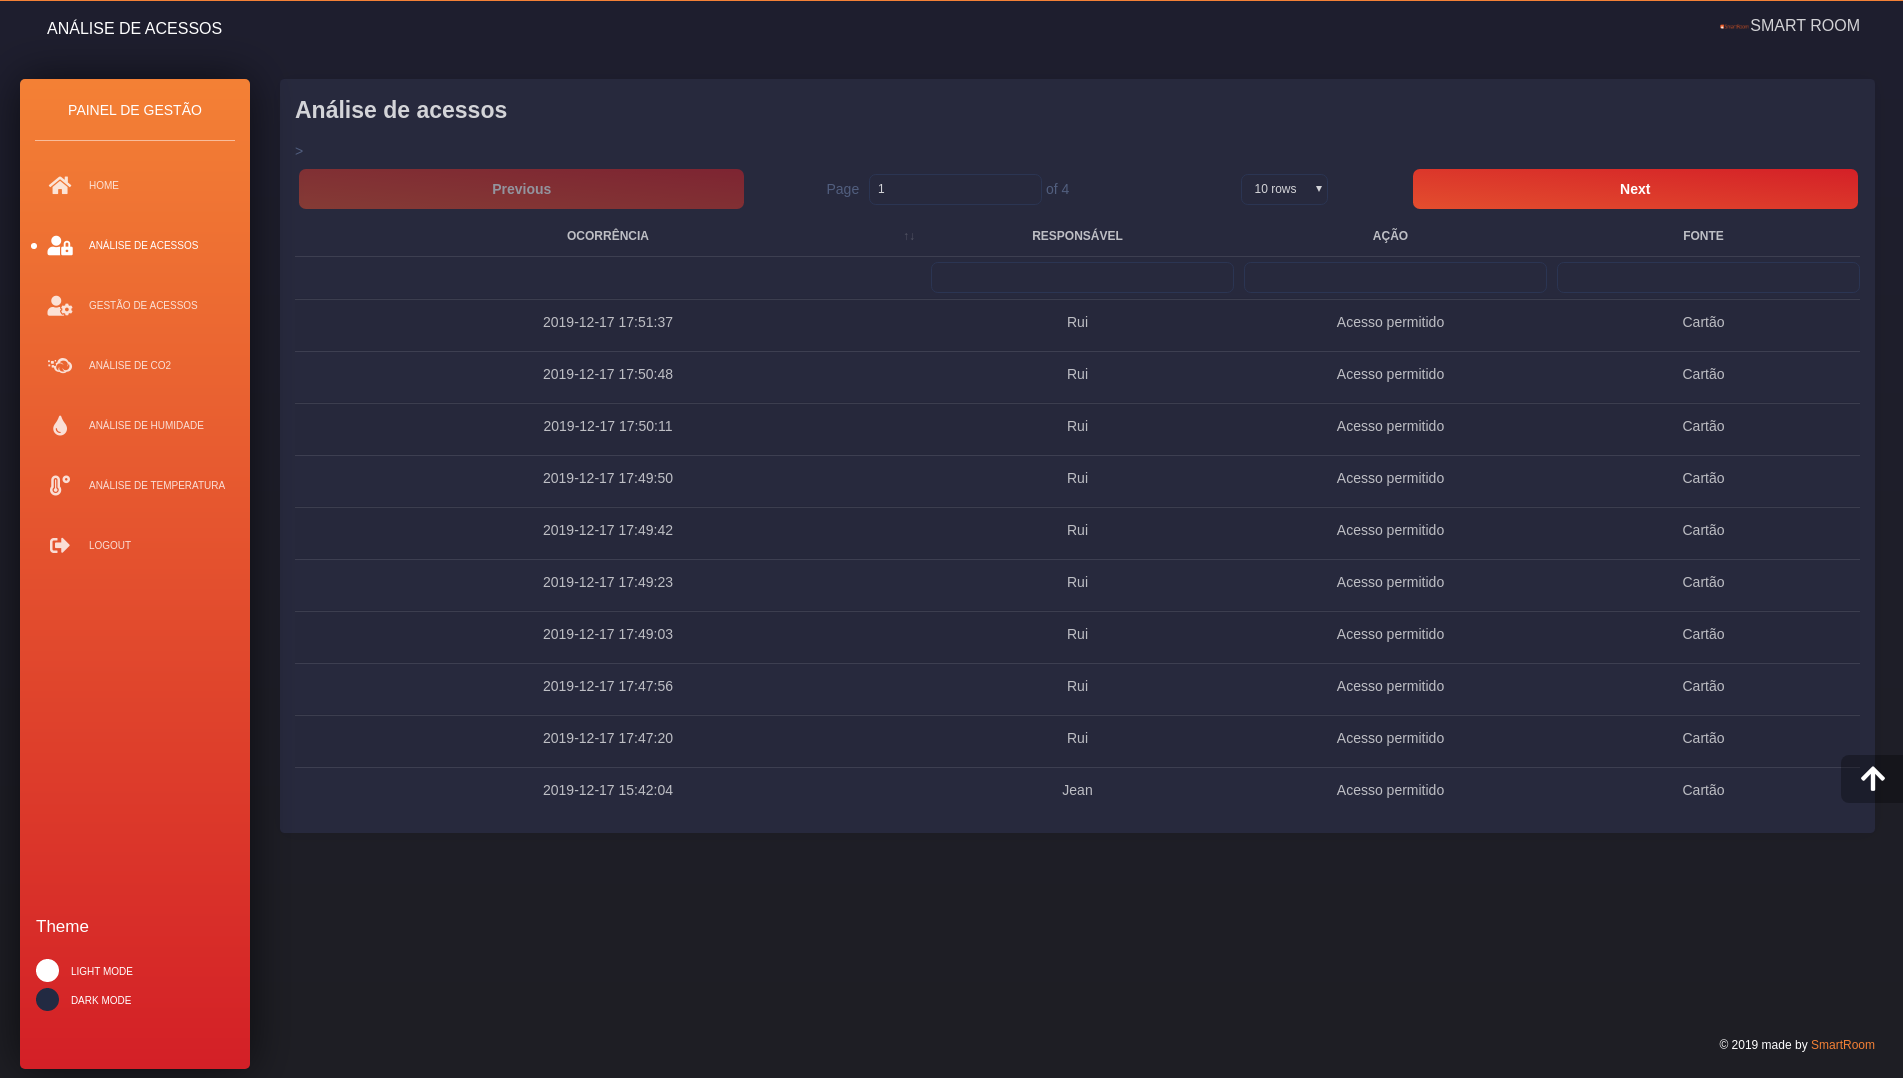 ANÁLISE DE ACESSOS
SMART ROOM
PAINEL DE GESTÃO
HOME
ANÁLISE DE ACESSOS
GESTÃO DE ACESSOS
ANÁLISE DE CO2
ANÁLISE DE HUMIDADE
ANÁLISE DE TEMPERATURA
LOGOUT
Theme
LIGHT MODE
DARK MODE
Análise de acessos
>
Previous Page 1 of 4 10 rows Next
OCORRÊNCIA ↑↓ RESPONSÁVEL AÇÃO FONTE
2019-12-17 17:51:37 Rui Acesso permitido Cartão
2019-12-17 17:50:48 Rui Acesso permitido Cartão
2019-12-17 17:50:11 Rui Acesso permitido Cartão
2019-12-17 17:49:50 Rui Acesso permitido Cartão
2019-12-17 17:49:42 Rui Acesso permitido Cartão
2019-12-17 17:49:23 Rui Acesso permitido Cartão
2019-12-17 17:49:03 Rui Acesso permitido Cartão
2019-12-17 17:47:56 Rui Acesso permitido Cartão
2019-12-17 17:47:20 Rui Acesso permitido Cartão
2019-12-17 15:42:04 Jean Acesso permitido Cartão
© 2019 made by SmartRoom